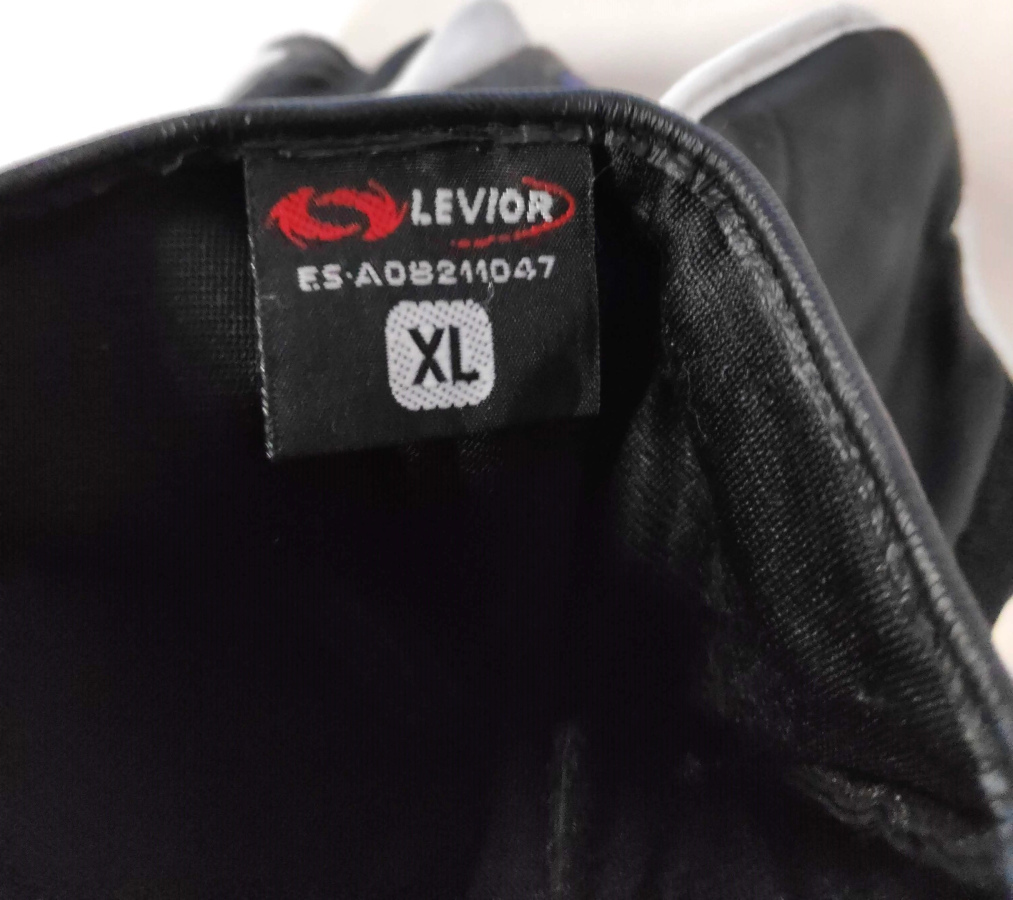 LEVIOR
ES-A08211047
XL